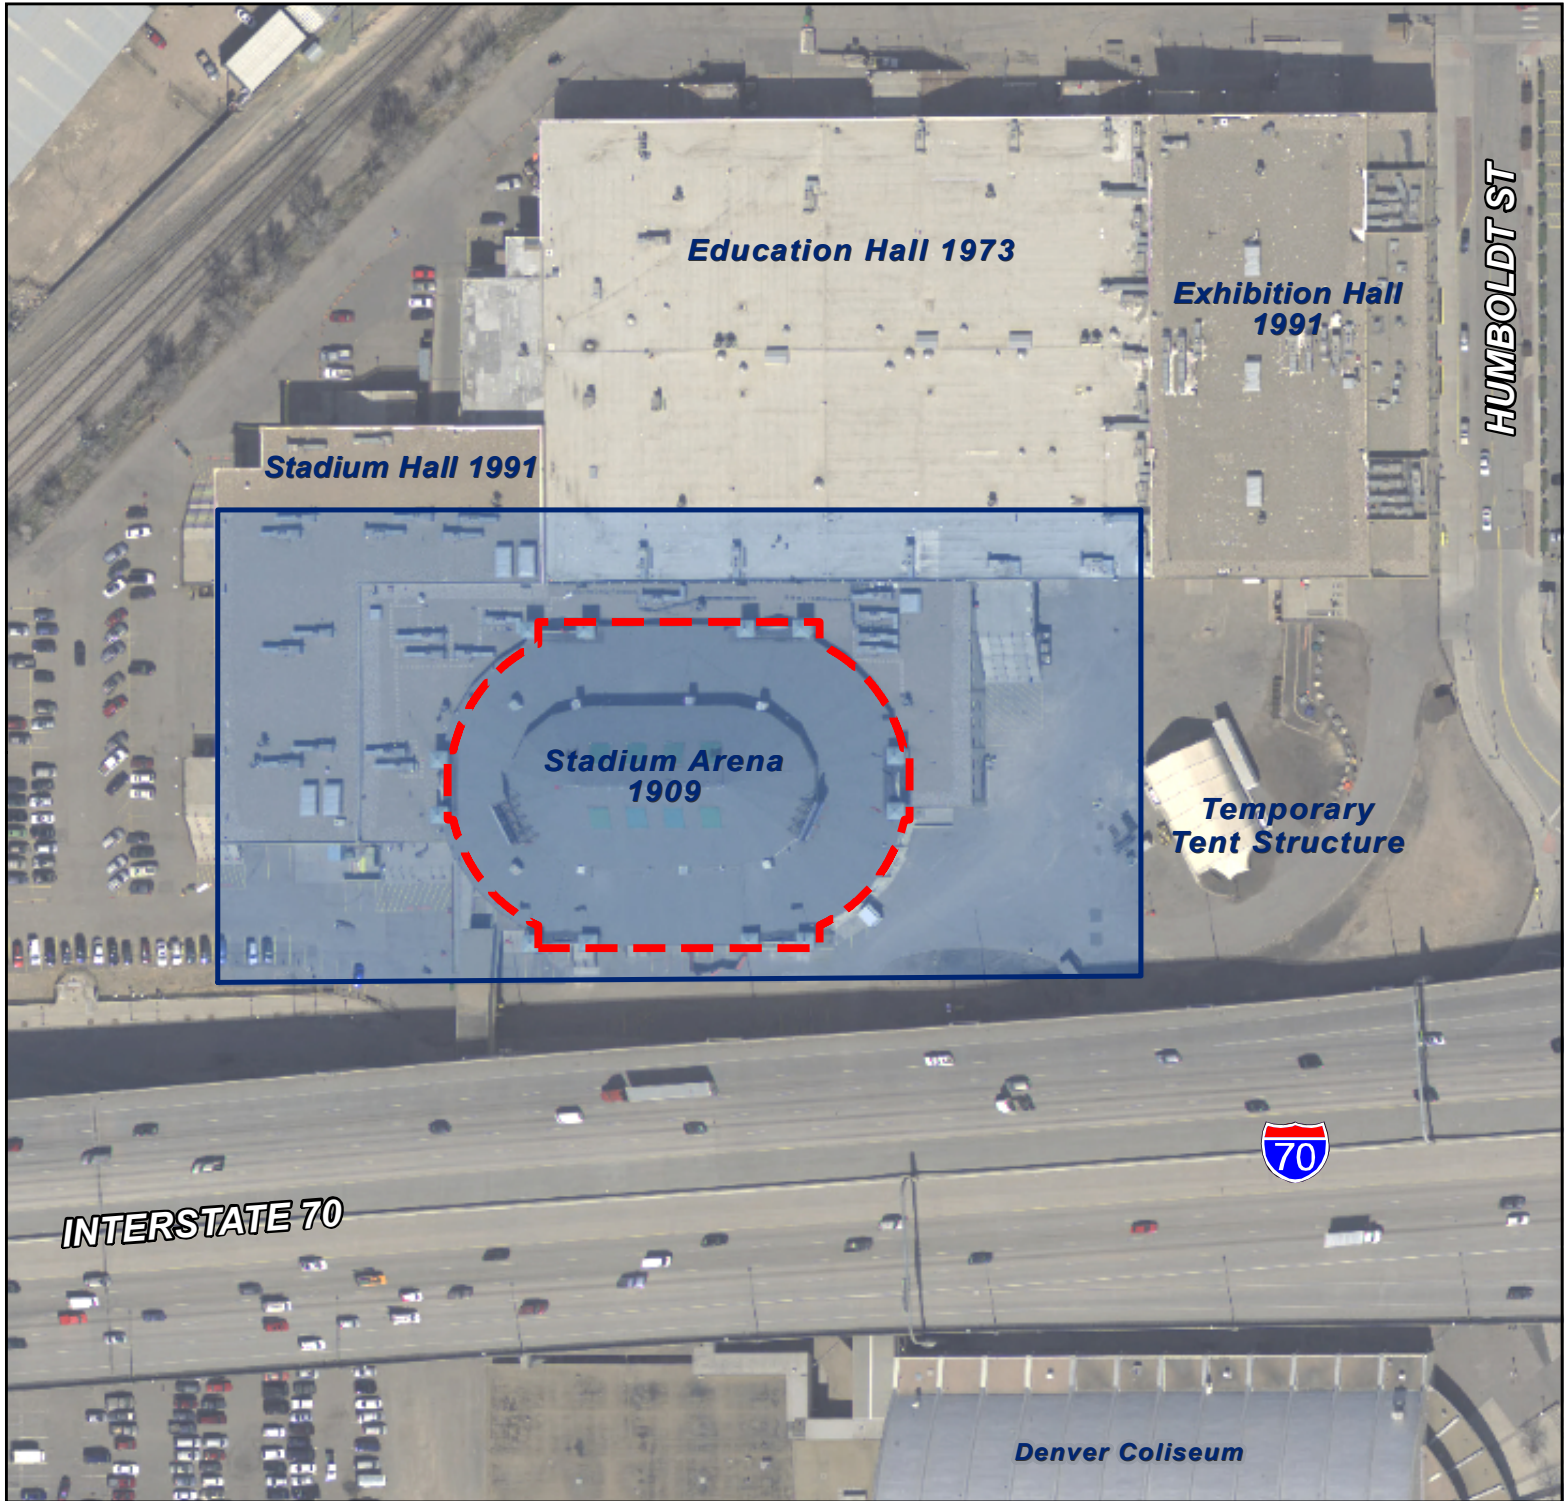 HUMBOLDT ST
Education Hall 1973
Exhibition Hall
1991
Stadium Hall 1991
Stadium Arena
1909
Temporary
Tent Structure
70
INTERSTATE 70
Denver Coliseum